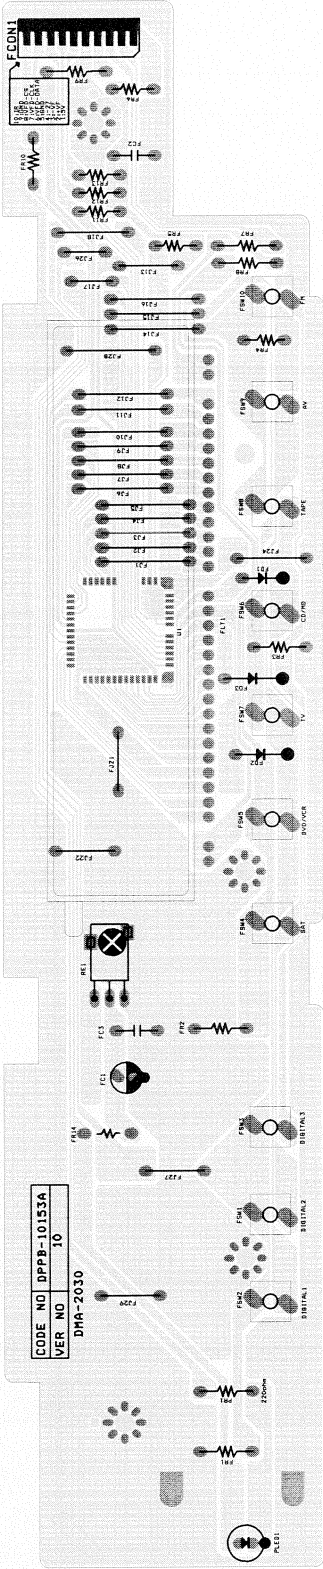 FCON1
FR9
FR6
FC2
FR10
FR13
FR12
FR11
FJ18
FJ26
FR5
FR7
FJ13
FR8
FJ17
FSW10
FM
FJ16
FJ15
FJ14
FR4
FJ28
FJ12
FSW9
AV
FJ11
FJ10
FJ9
FJ8
FJ7
FJ6
FJ5
FSW8
TAPE
FJ4
FJ3
FJ2
FJ24
FJ1
FD1
FSW6
CD/MD
U1
FLT1
FR3
FD3
FSW7
TV
FJ21
FD2
FSW5
DVD/VCR
FJ22
FSW4
SAT
RE1
FC3
FR2
FC1
FR14
FSW3
DIGITAL3
FJ27
FSW1
DIGITAL2
CODE NO DPPB-10153A
VER NO 10
DMA-2030
FJ29
FSW2
DIGITAL1
PR1
220ohm
FR1
PLED1